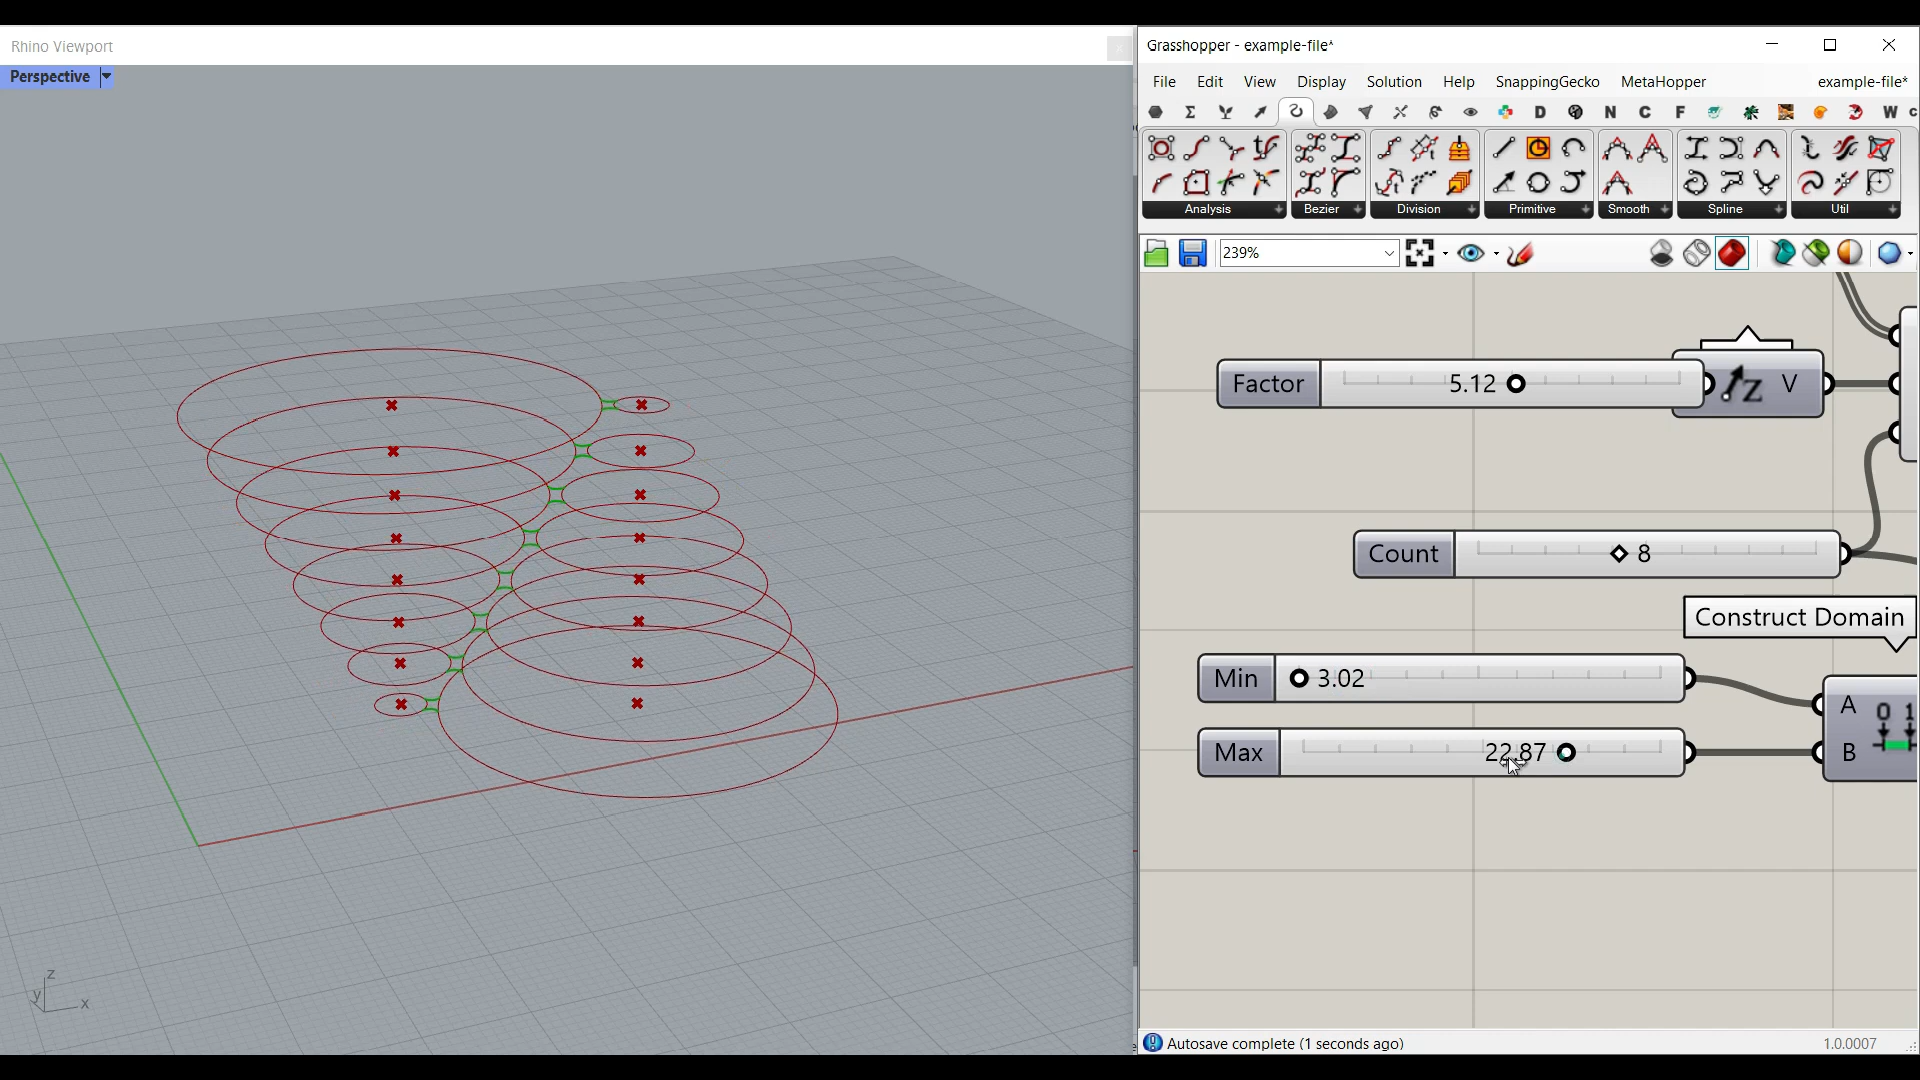 Rhino Viewport
Perspective
z
y
x
Grasshopper - example-file*
File Edit View Display Solution Help SnappingGecko MetaHopper example-file*
D N C F W
Analysis Bezier Division Primitive Smooth Spline Util
239%
Factor 5.12
Z V
Count 8
Construct Domain
Min 3.02
A 0 1
Max 22.87
B
Autosave complete (1 seconds ago) 1.0.0007